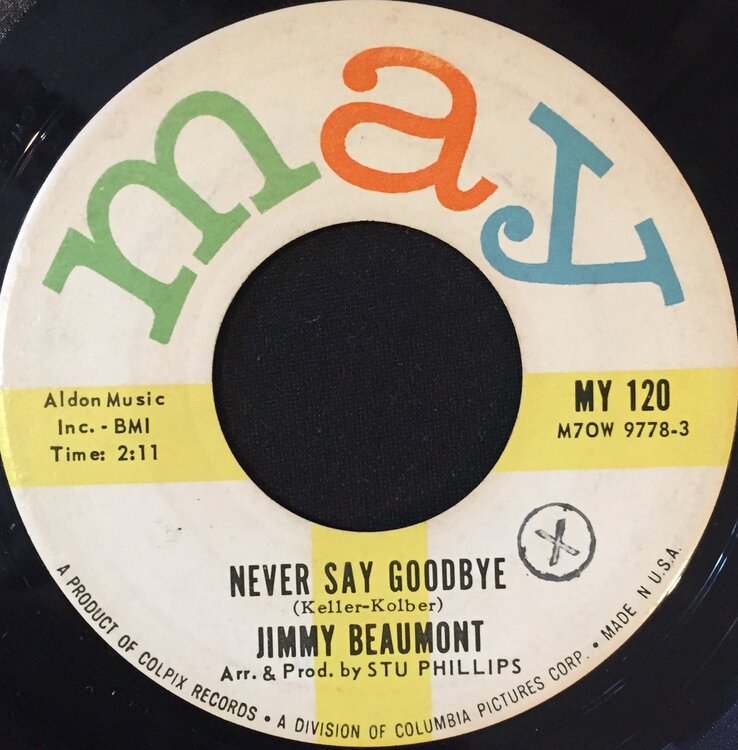 may
Aldon Music
Inc. - BMI
Time: 2:11
MY 120
M7OW 9778-3
X
NEVER SAY GOODBYE
(Keller-Kolber)
JIMMY BEAUMONT
Arr. & Prod. by STU PHILLIPS
A PRODUCT OF COLPIX RECORDS • A DIVISION OF COLUMBIA PICTURES CORP. • MADE N U.S.A.